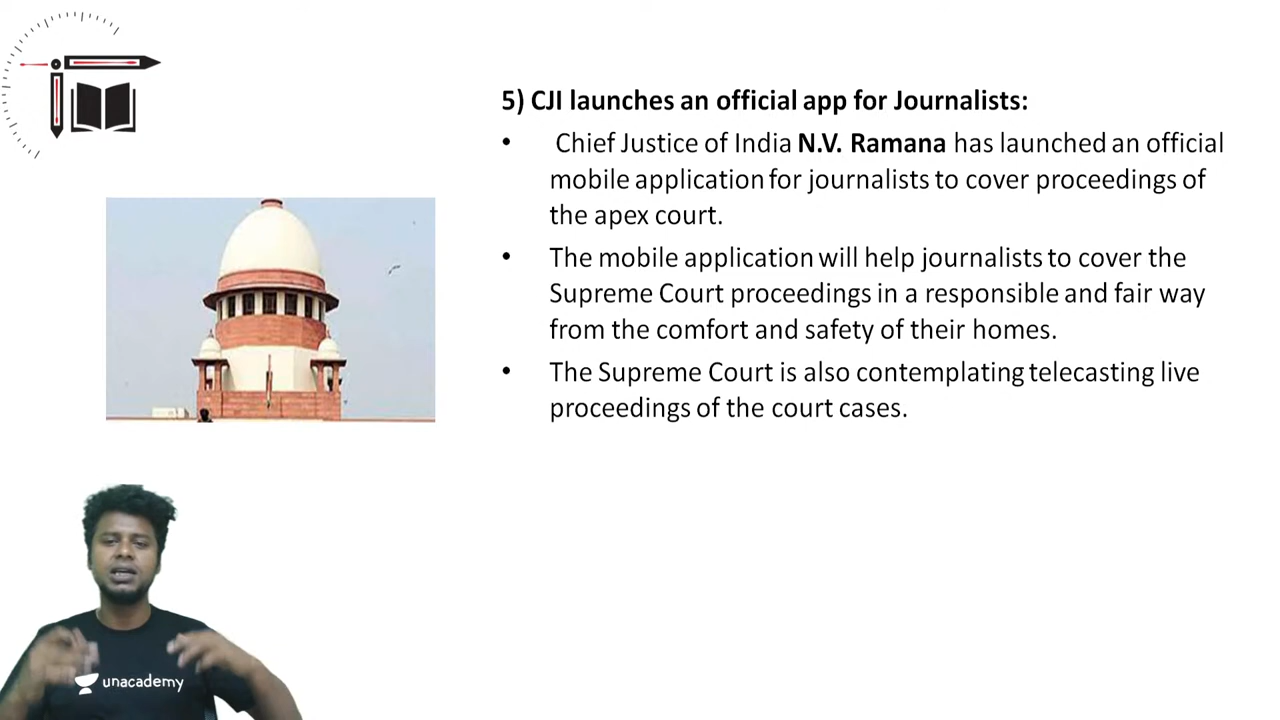 5) CJI launches an official app for Journalists:
• Chief Justice of India N.V. Ramana has launched an official
mobile application for journalists to cover proceedings of
the apex court.
• The mobile application will help journalists to cover the
Supreme Court proceedings in a responsible and fair way
from the comfort and safety of their homes.
• The Supreme Court is also contemplating telecasting live
proceedings of the court cases.
unacademy